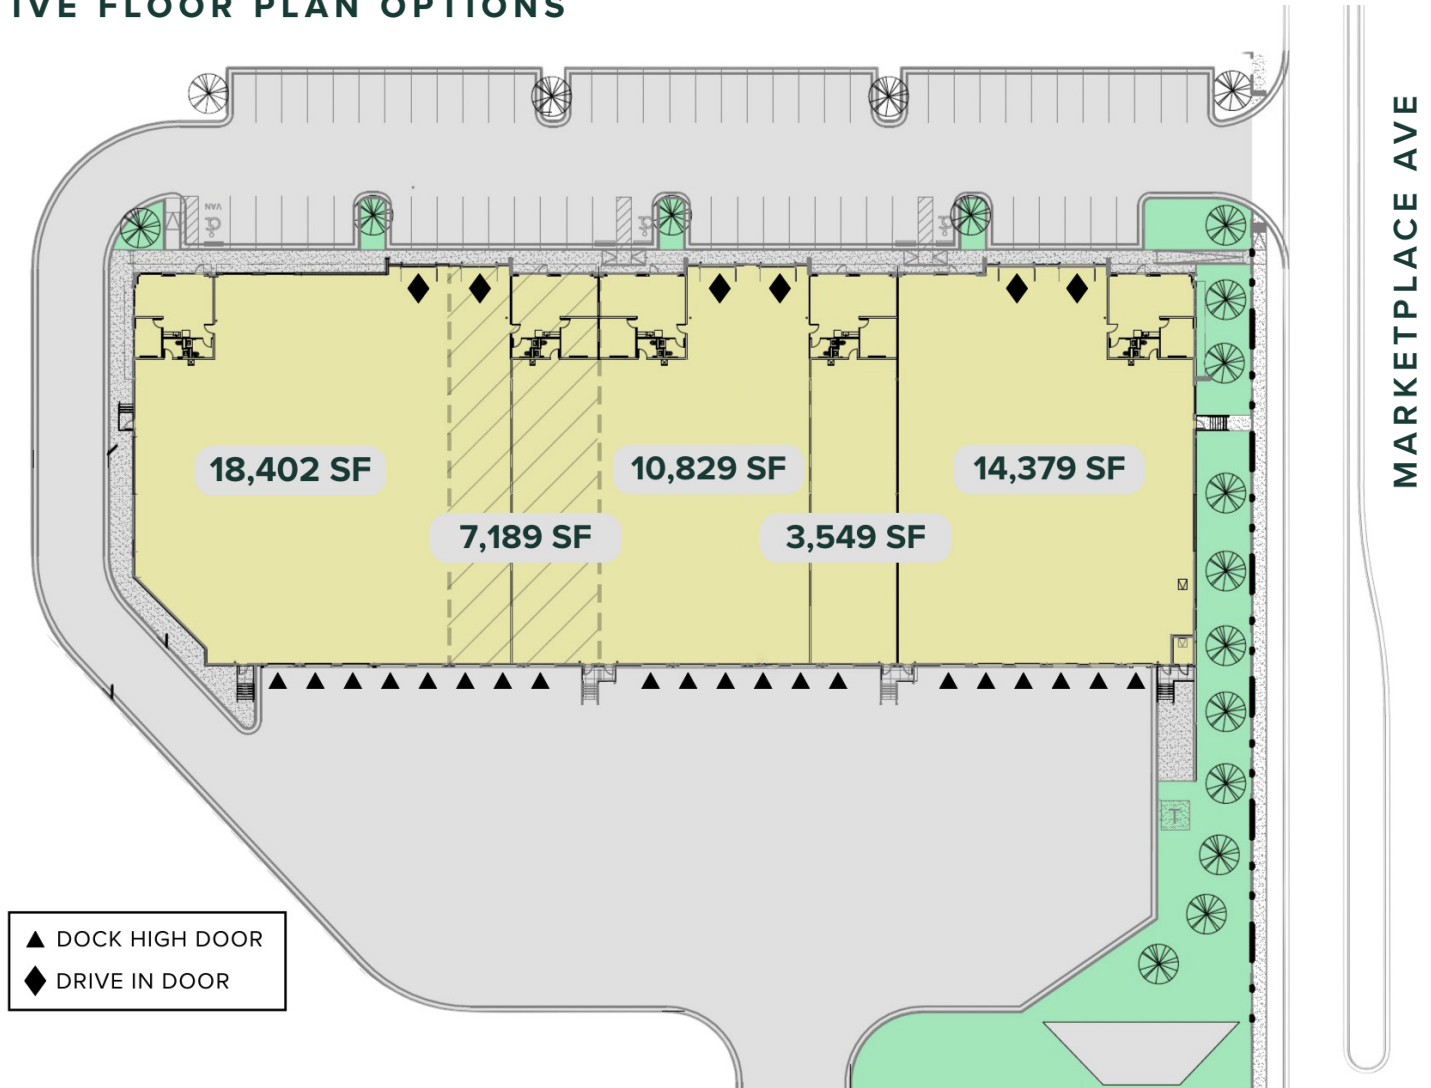 IVE FLOOR PLAN OPTIONS
MARKETPLACE AVE
VAN
18,402 SF
10,829 SF
14,379 SF
7,189 SF
3,549 SF
T
DOCK HIGH DOOR
DRIVE IN DOOR